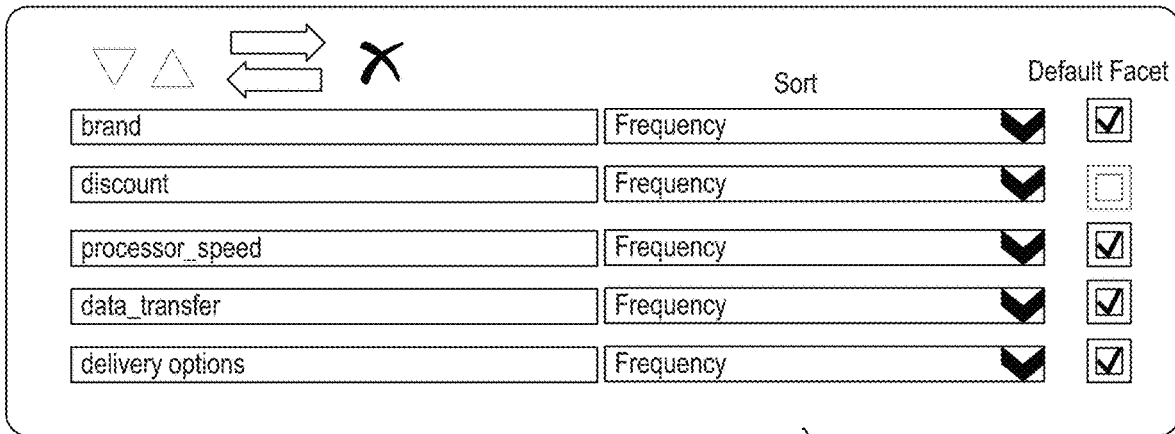 Sort Default Facet
brand Frequency
discount Frequency
processor_speed Frequency
data_transfer Frequency
delivery options Frequency